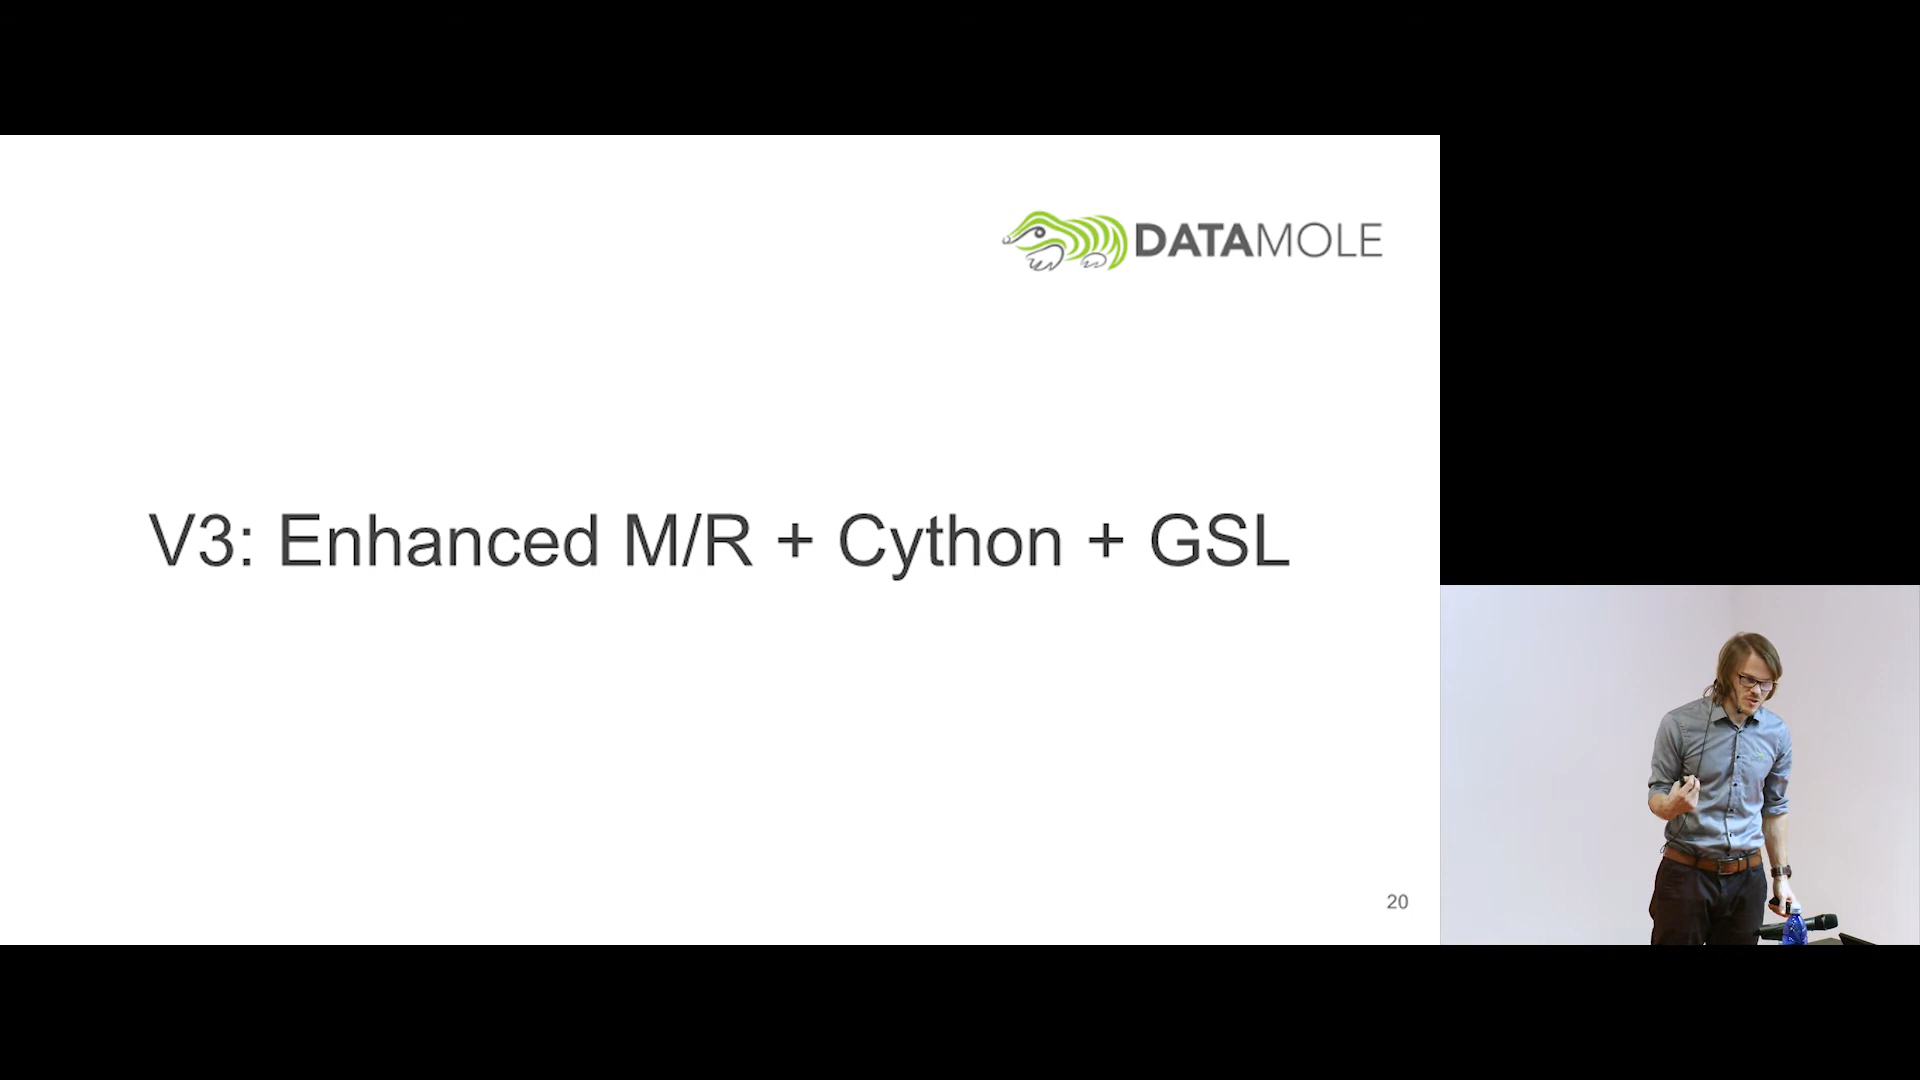 DATAMOLE
V3: Enhanced M/R + Cython + GSL
20